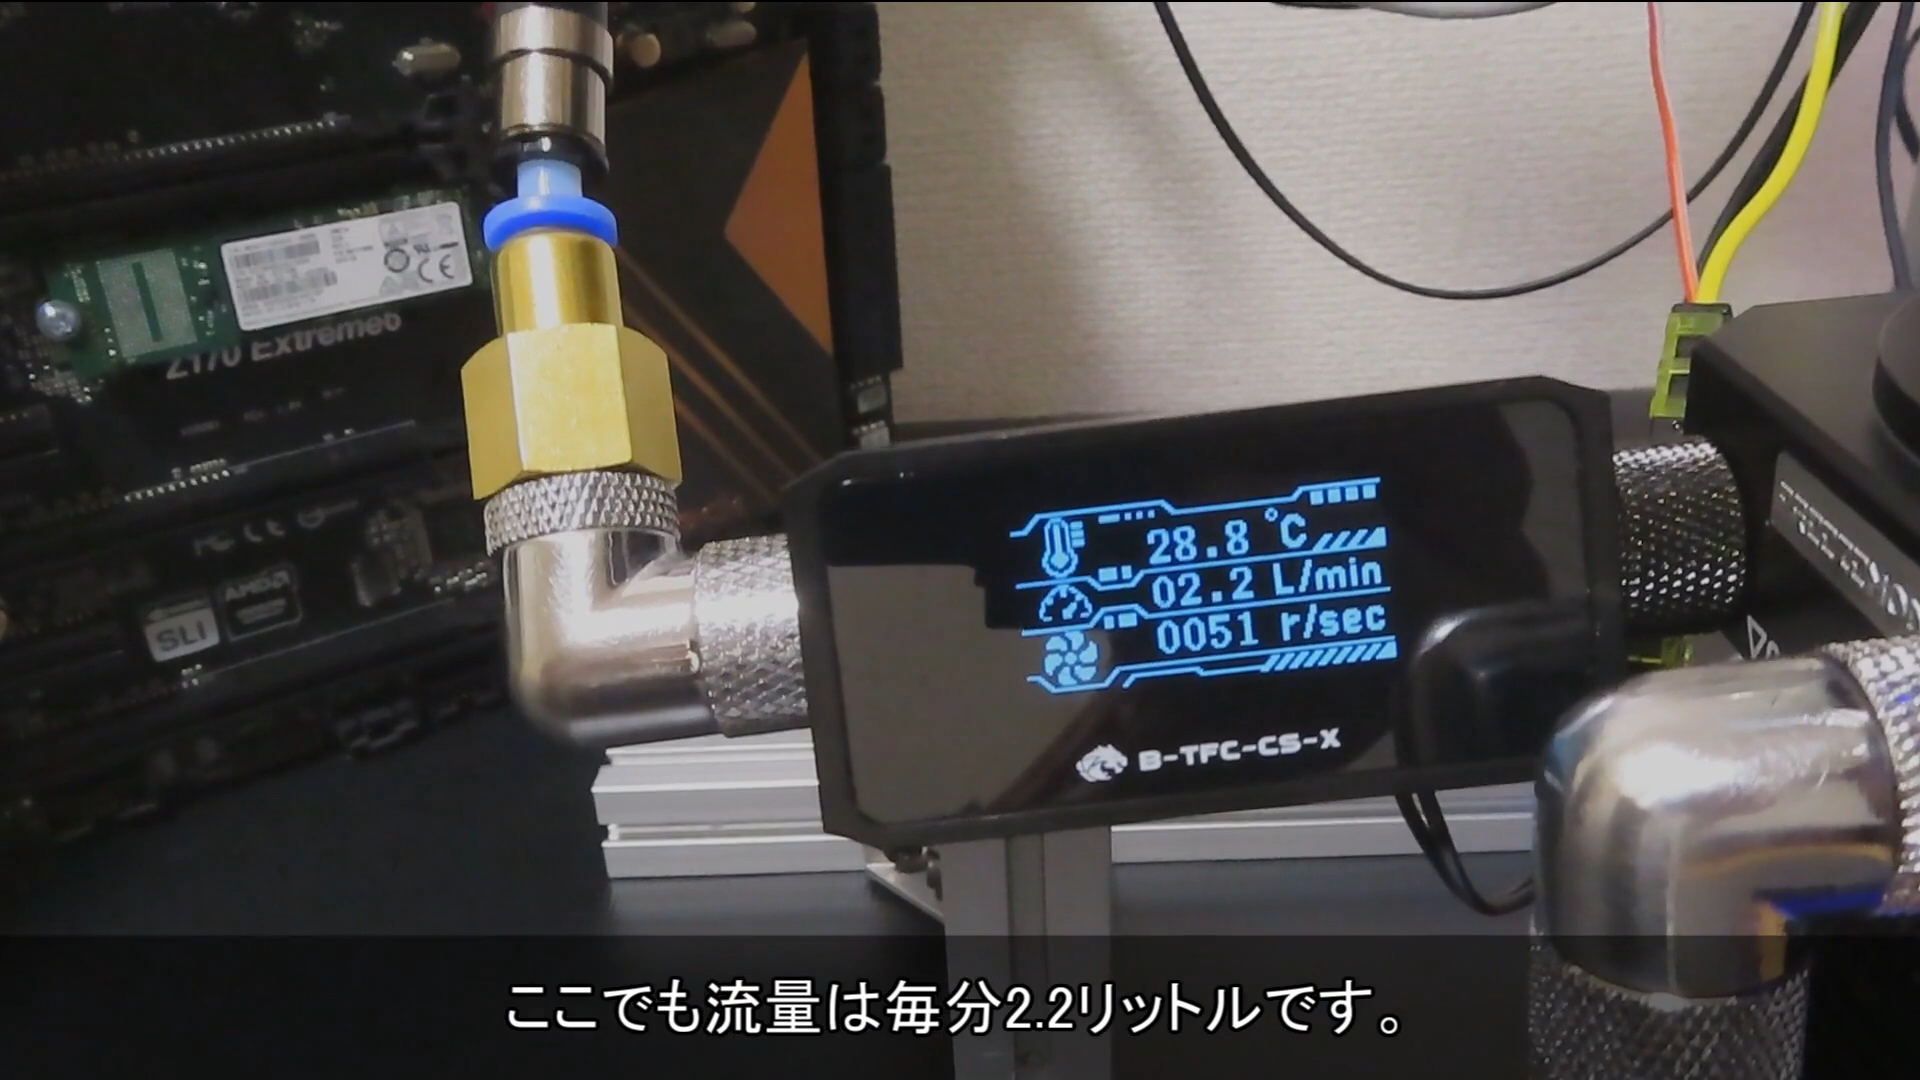 Z170 Extreme6
SLI
AMD
28.8 °C
02.2 L/min
0051 r/sec
B-TFC-CS-X
ここでも流量は毎分2.2リットルです。